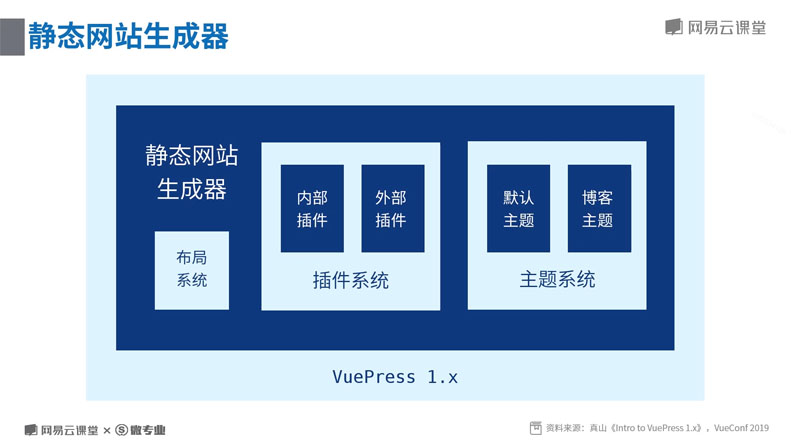 静态网站生成器
网易云课堂
静态网站
生成器
布局
系统
内部
插件
外部
插件
插件系统
默认
主题
博客
主题
主题系统
VuePress 1.x
网易云课堂 × 微专业
资料来源：真山《Intro to VuePress 1.x》，VueConf 2019